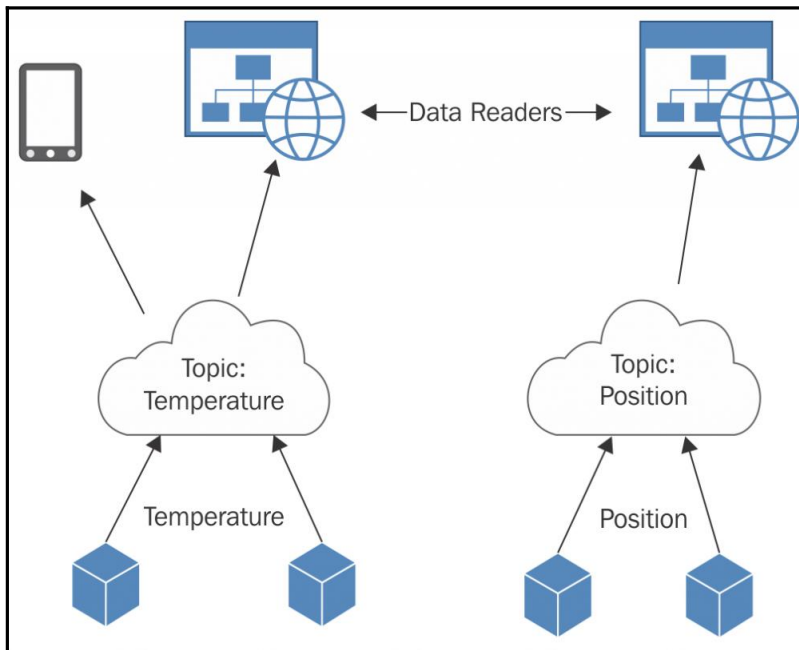 Data Readers
Topic:
Temperature
Topic:
Position
Temperature
Position